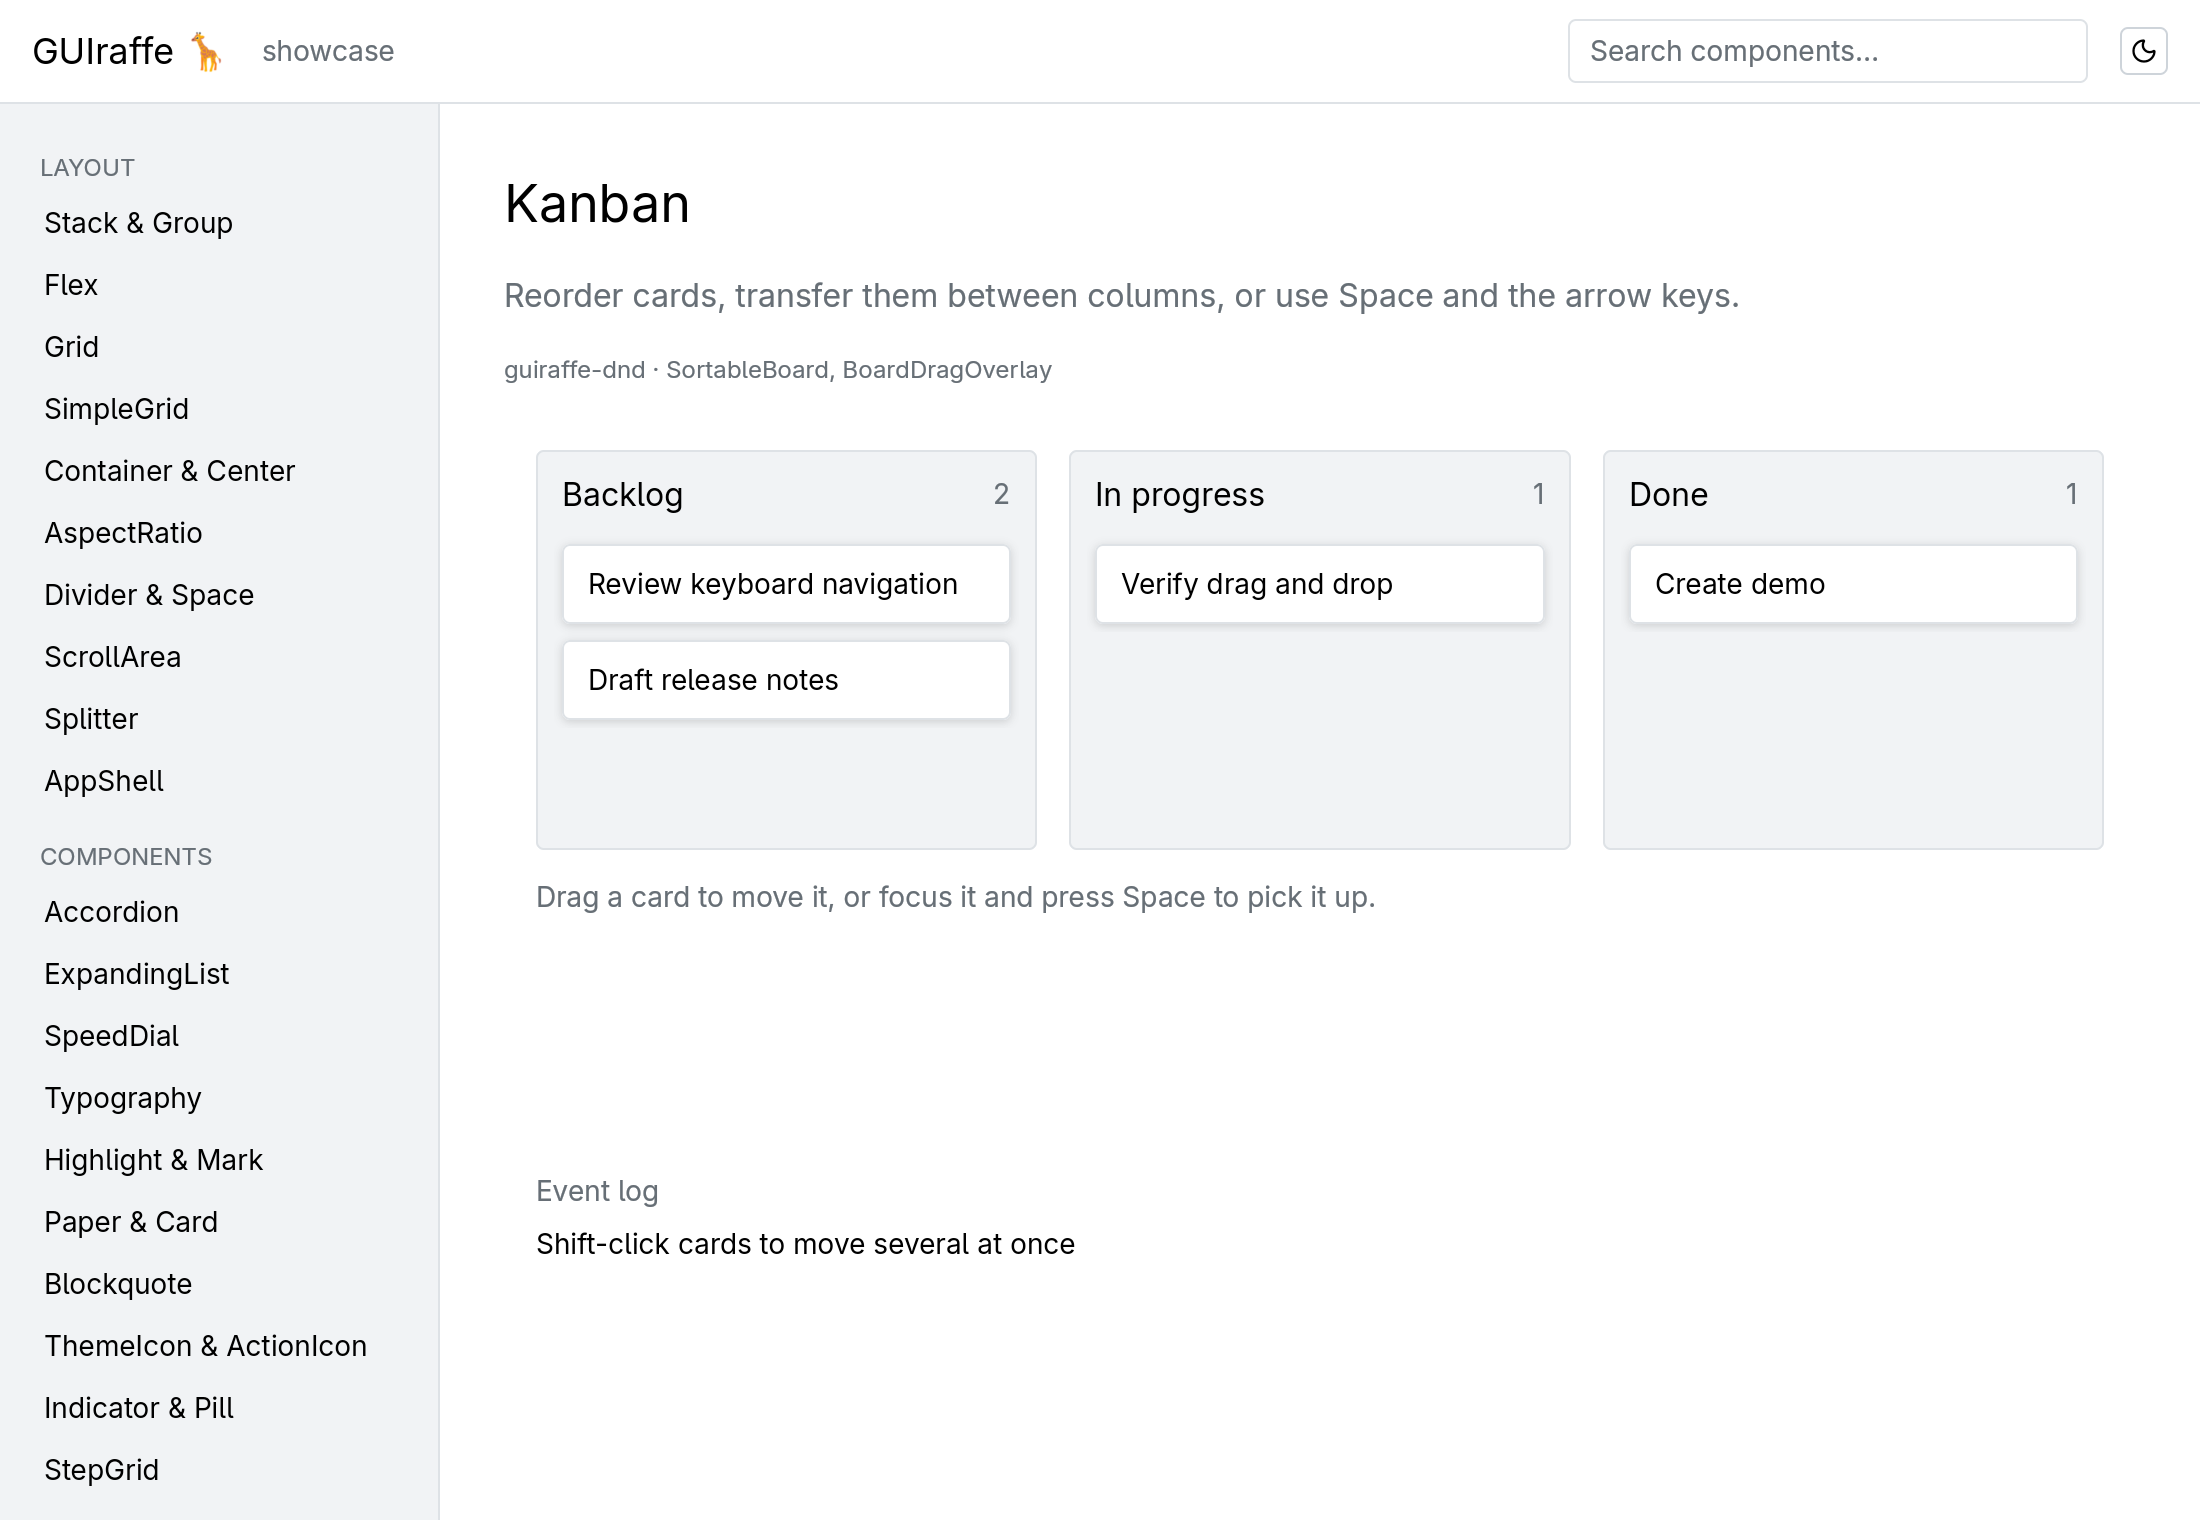 GUIraffe 🦒 showcase
Search components...
LAYOUT
Stack & Group
Flex
Grid
SimpleGrid
Container & Center
AspectRatio
Divider & Space
ScrollArea
Splitter
AppShell
COMPONENTS
Accordion
ExpandingList
SpeedDial
Typography
Highlight & Mark
Paper & Card
Blockquote
ThemeIcon & ActionIcon
Indicator & Pill
StepGrid
Kanban
Reorder cards, transfer them between columns, or use Space and the arrow keys.
guiraffe-dnd · SortableBoard, BoardDragOverlay
Backlog 2
Review keyboard navigation
Draft release notes
In progress 1
Verify drag and drop
Done 1
Create demo
Drag a card to move it, or focus it and press Space to pick it up.
Event log
Shift-click cards to move several at once